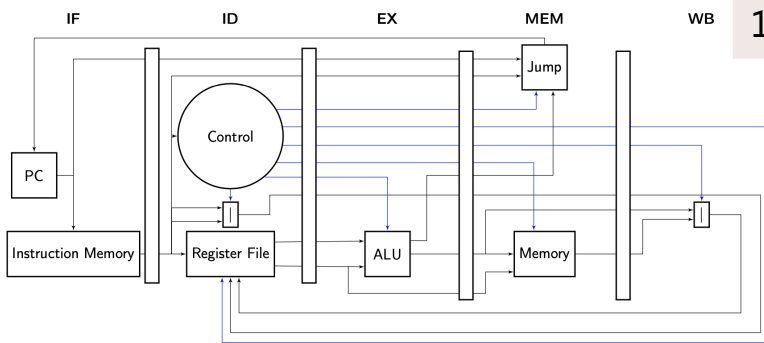 IF ID EX MEM WB
1
Jump
Control
PC
Instruction Memory Register File ALU Memory